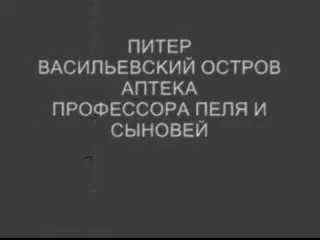 ПИТЕР
ВАСИЛЬЕВСКИЙ ОСТРОВ
АПТЕКА
ПРОФЕССОРА ПЕЛЯ И
СЫНОВЕЙ